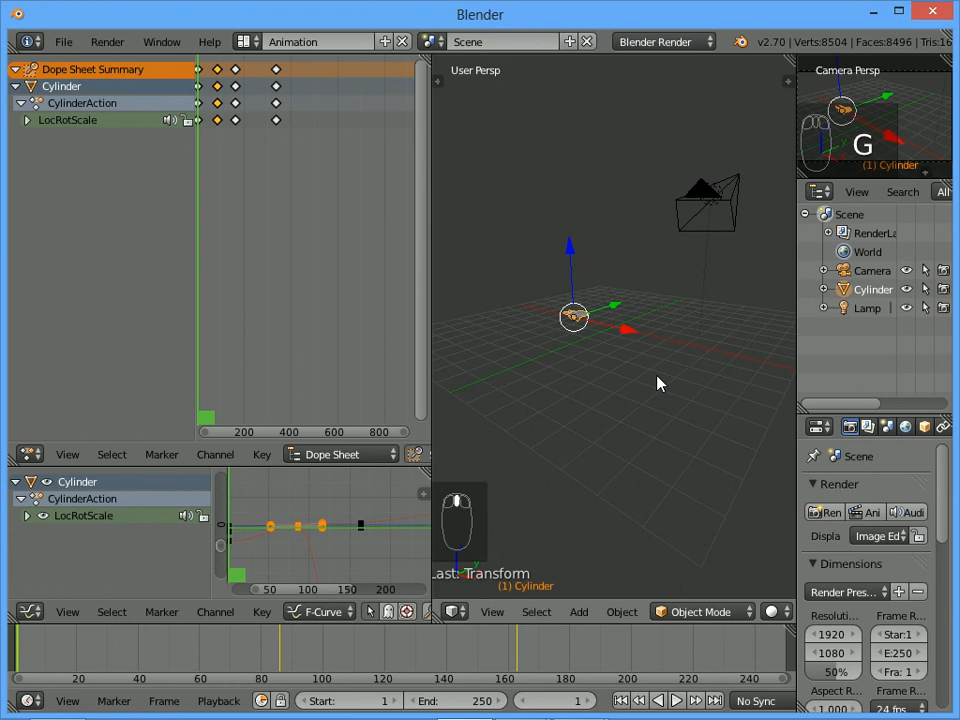 Blender
File Render Window Help Animation Scene Blender Render v2.70 | Verts:8504 | Faces:8496 | Tris:16
Dope Sheet Summary
Cylinder
CylinderAction
LocRotScale
200 400 600 800
View Select Marker Channel Key Dope Sheet
Cylinder
CylinderAction
LocRotScale
0
50 100 150 200
View Select Marker Channel Key F-Curve
User Persp
Last: Transform
(1) Cylinder
View Select Add Object Object Mode
Camera Persp
G
(1) Cylinder
View Search All
Scene
RenderLa
World
Camera
Cylinder
Lamp
Scene
Render
Ren Ani Audi
Displa Image Ed
Dimensions
Render Pres...
Resoluti... Frame R...
1920 Star:1
1080 E:250
50% Fra: 1
Aspect R... Frame R...
1.000 24 fps
20 40 60 80 100 120 140 160 180 200 220 240
View Marker Frame Playback Start: 1 End: 250 1 No Sync